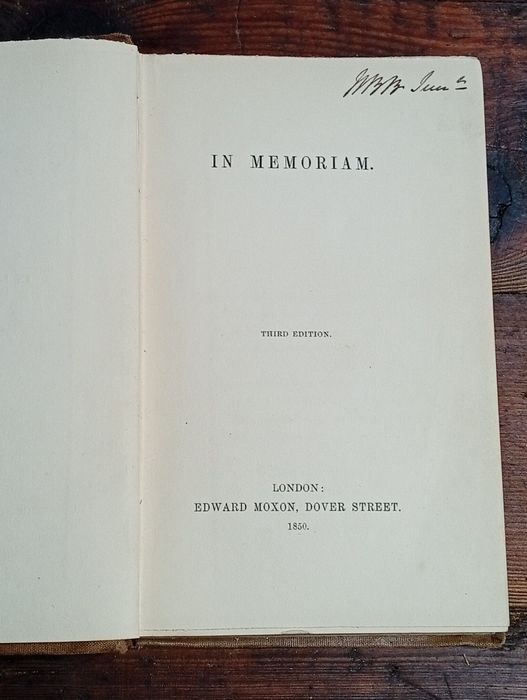 IN MEMORIAM.
THIRD EDITION.
LONDON:
EDWARD MOXON, DOVER STREET.
1850.